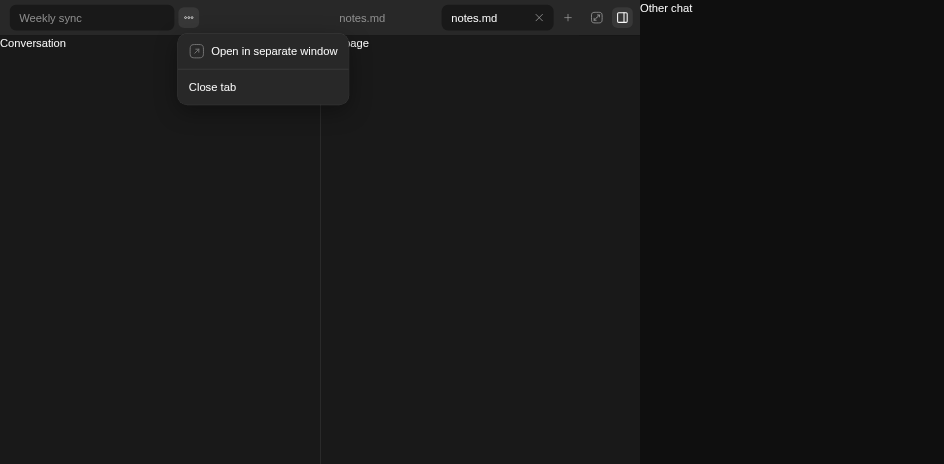 Weekly sync
notes.md
notes.md
Other chat
Conversation
Open in separate window
Close tab